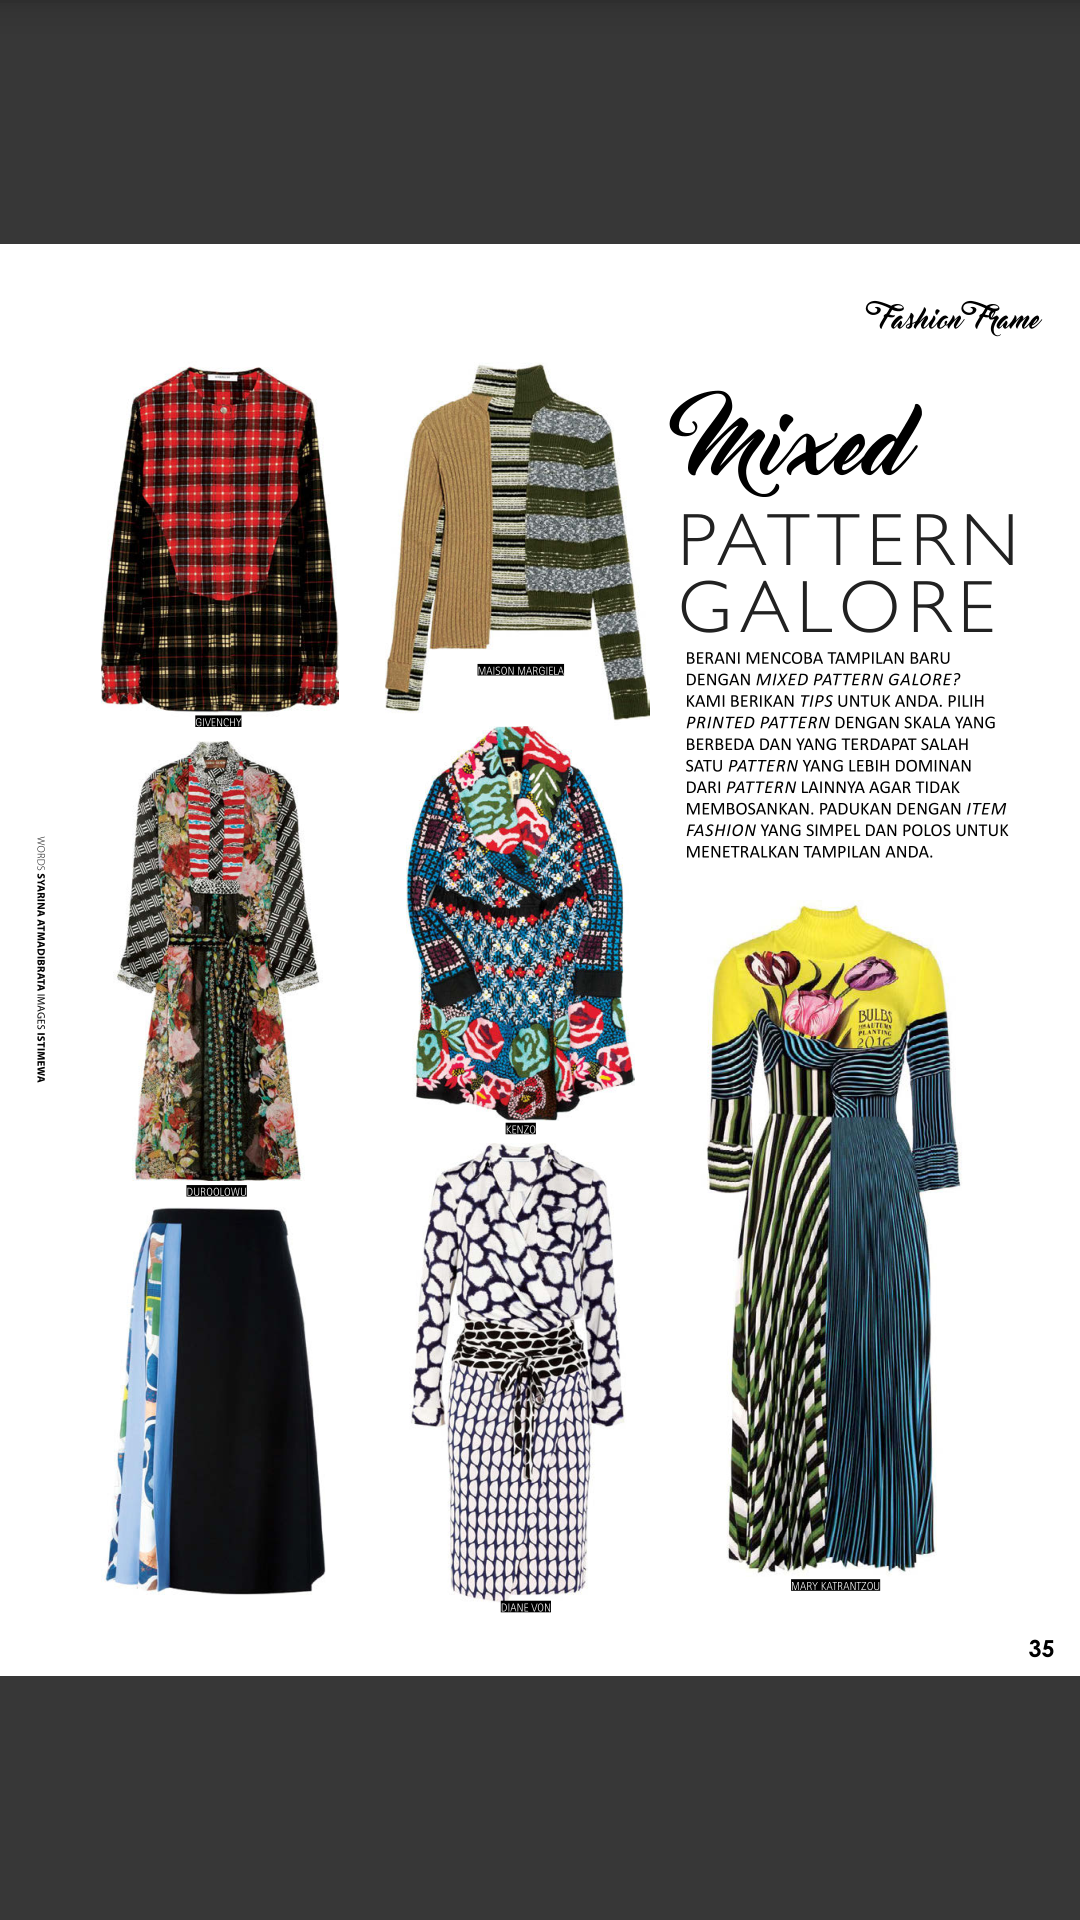 Fashion Frame
Mixed
PATTERN
GALORE
BERANI MENCOBA TAMPILAN BARU
DENGAN MIXED PATTERN GALORE?
KAMI BERIKAN TIPS UNTUK ANDA. PILIH
PRINTED PATTERN DENGAN SKALA YANG
BERBEDA DAN YANG TERDAPAT SALAH
SATU PATTERN YANG LEBIH DOMINAN
DARI PATTERN LAINNYA AGAR TIDAK
MEMBOSANKAN. PADUKAN DENGAN ITEM
FASHION YANG SIMPEL DAN POLOS UNTUK
MENETRALKAN TAMPILAN ANDA.
GIVENCHY
MAISON MARGIELA
DUROOLOWU
KENZO
BULBS
AUTUMN
PLANTING
2016
DIANE VON
MARY KATRANTZOU
WORDS SYARINA ATMADIBRATA IMAGES ISTIMEWA
35